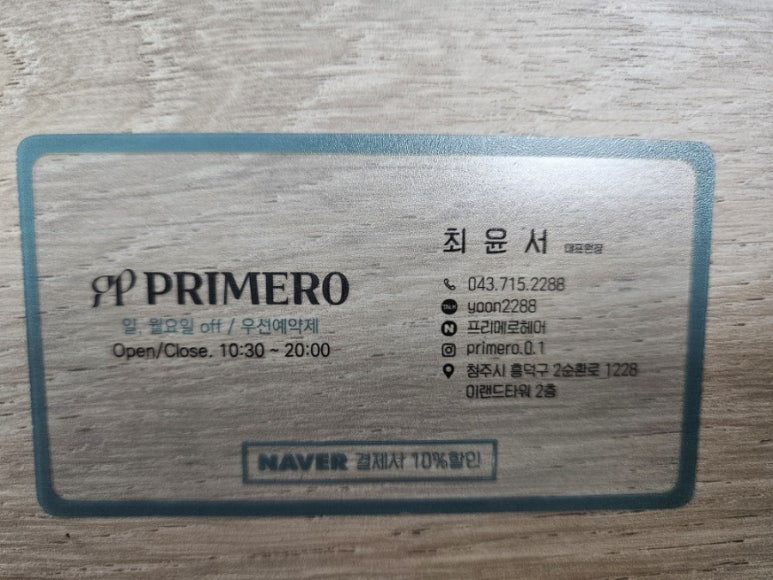 PRIMERO
일, 월요일 off / 우선예약제
Open/Close. 10:30 ~ 20:00
최 윤 서 대표원장
043.715.2288
TALK yoon2288
N 프리메로헤어
primero.0.1
청주시 흥덕구 2순환로 1228
이랜드타워 2층
NAVER 결제시 10%할인